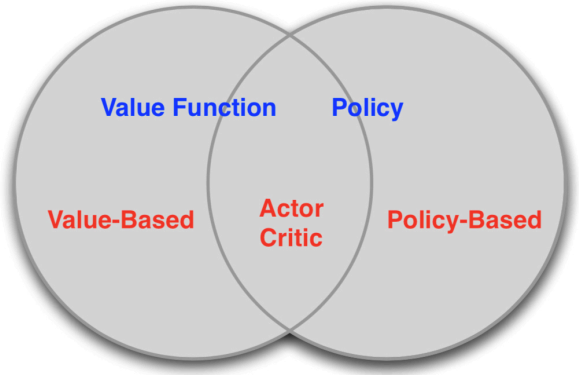 Value Function
Policy
Value-Based
Actor
Critic
Policy-Based